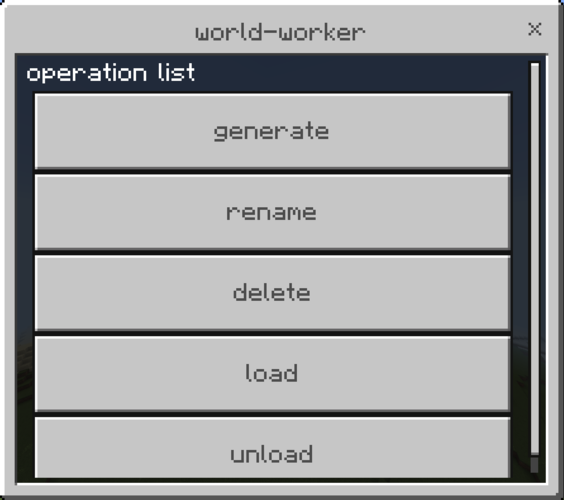 world-worker
operation list
generate
rename
delete
load
unload